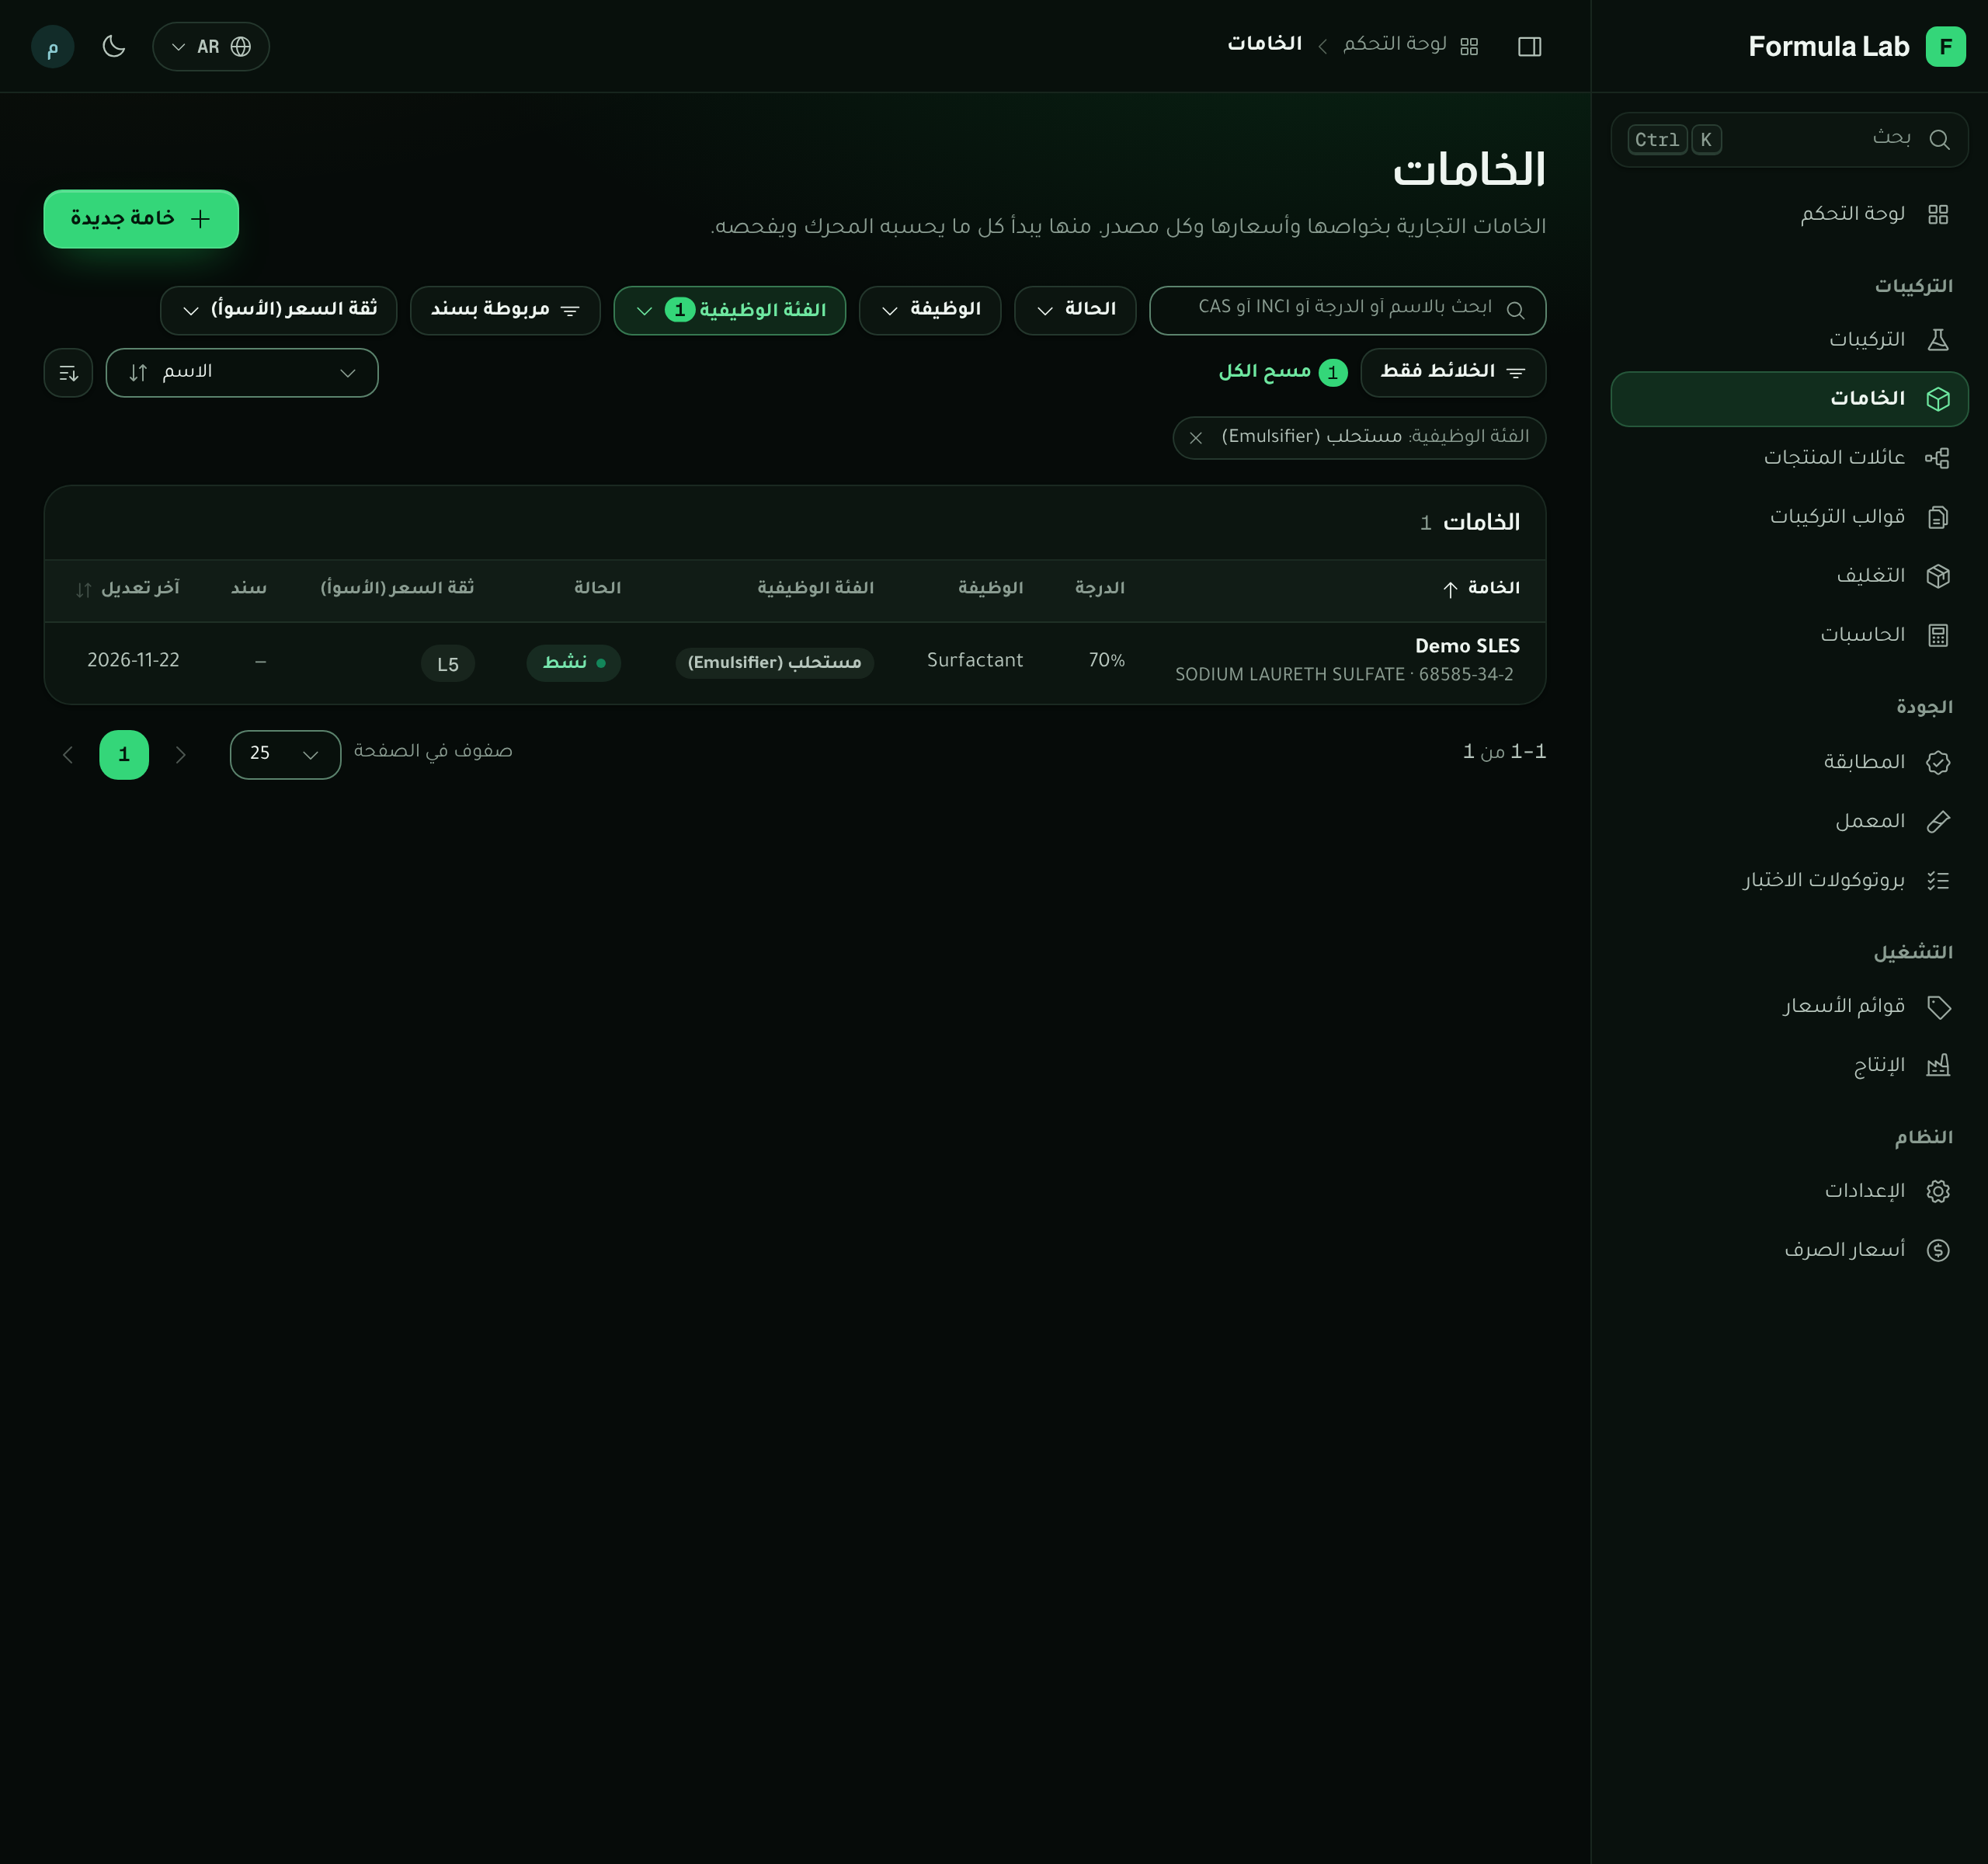 Formula Lab
F
بحث
Ctrl K
لوحة التحكم
التركيبات
التركيبات
الخامات
عائلات المنتجات
قوالب التركيبات
التغليف
الحاسبات
الجودة
المطابقة
المعمل
بروتوكولات الاختبار
التشغيل
قوائم الأسعار
الإنتاج
النظام
الإعدادات
أسعار الصرف
لوحة التحكم
الخامات
AR
م
الخامات
الخامات التجارية بخواصها وأسعارها وكل مصدر. منها يبدأ كل ما يحسبه المحرك ويفحصه.
خامة جديدة
ابحث بالاسم أو الدرجة أو INCI أو CAS
الحالة
الوظيفة
الفئة الوظيفية 1
مربوطة بسند
ثقة السعر (الأسوأ)
الخلائط فقط
1 مسح الكل
الاسم
الفئة الوظيفية: مستحلب (Emulsifier)
الخامات 1
الخامة الدرجة الوظيفة الفئة الوظيفية الحالة ثقة السعر (الأسوأ) سند آخر تعديل
Demo SLES
SODIUM LAURETH SULFATE · 68585-34-2
70%
Surfactant
مستحلب (Emulsifier)
نشط
L5
—
2026-11-22
1–1 من 1
صفوف في الصفحة
25
1